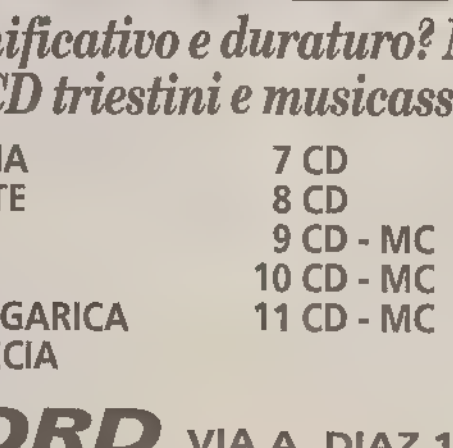 nificativo e duraturo?
CD triestini e musicass
IA 7 CD
TE 8 CD
9 CD - MC
10 CD - MC
GARICA 11 CD - MC
CIA
ORD VIA A. DIAZ 1